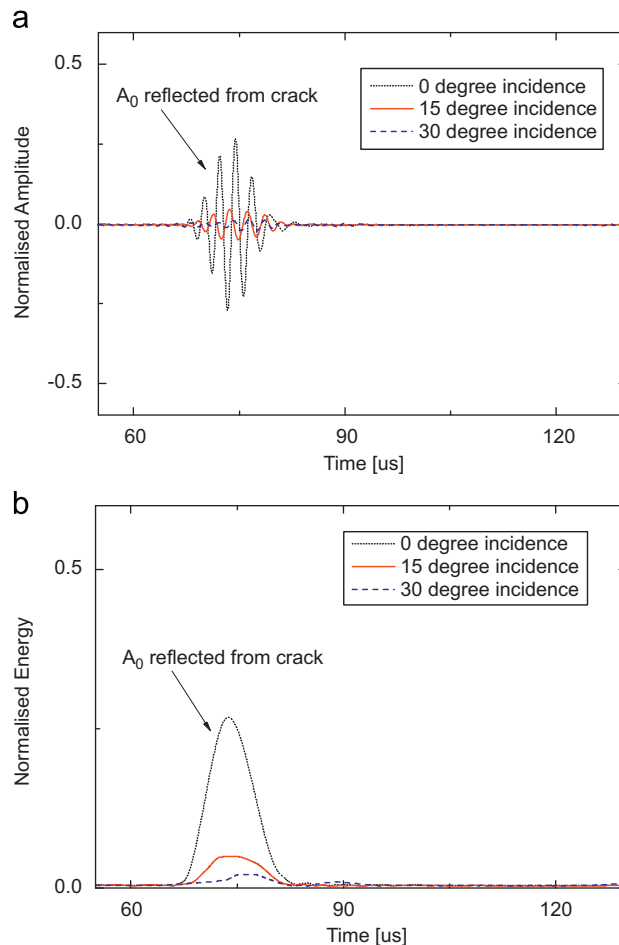 a
0.5
0 degree incidence
A₀ reflected from crack
15 degree incidence
30 degree incidence
Normalised Amplitude
0.0
-0.5
60
90
120
Time [us]
b
0 degree incidence
0.5
15 degree incidence
30 degree incidence
A₀ reflected from crack
Normalised Energy
0.0
60
90
120
Time [us]